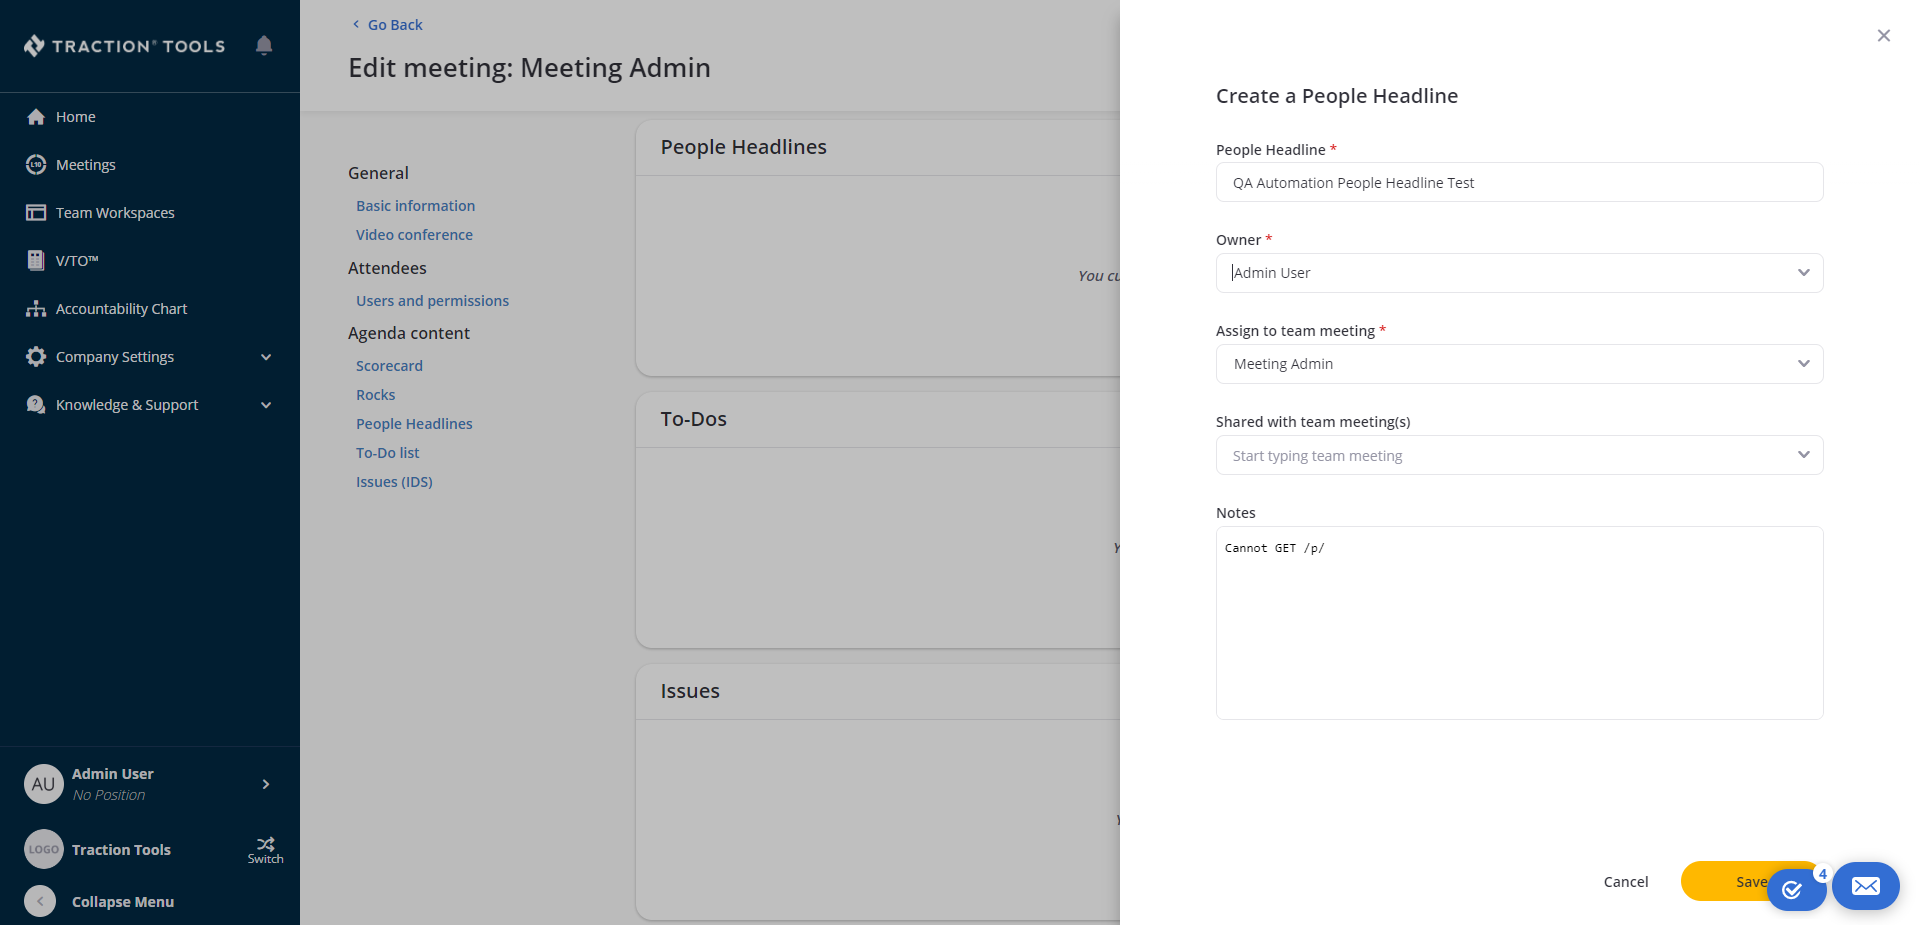 TRACTION® TOOLS
Home
Meetings
Team Workspaces
V/TO™
Accountability Chart
Company Settings
Knowledge & Support
AU
Admin User
No Position
LOGO
Traction Tools
Switch
Collapse Menu
Go Back
Edit meeting: Meeting Admin
General
Basic information
Video conference
Attendees
Users and permissions
Agenda content
Scorecard
Rocks
People Headlines
To-Do list
Issues (IDS)
People Headlines
You cu
To-Dos
Y
Issues
Y
Create a People Headline
People Headline *
QA Automation People Headline Test
Owner *
Admin User
Assign to team meeting *
Meeting Admin
Shared with team meeting(s)
Start typing team meeting
Notes
Cannot GET /p/
Cancel
Save
4